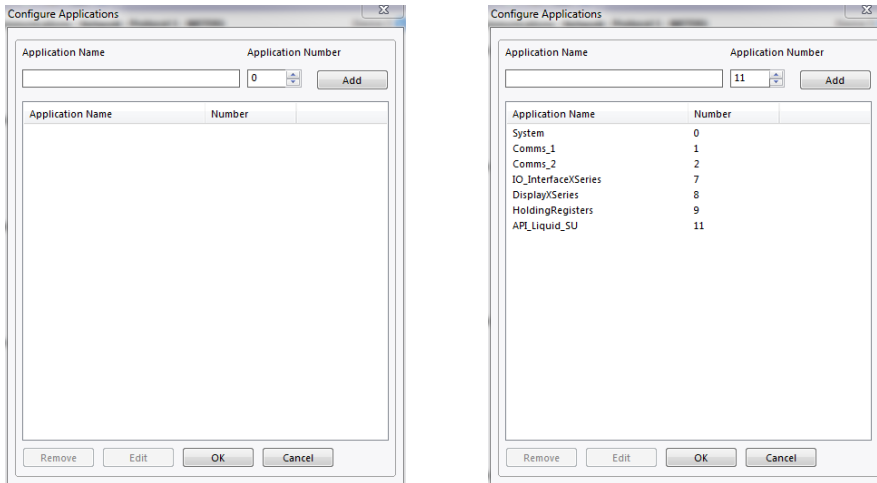 Configure Applications
Application Name Application Number
0 Add
Application Name Number
Remove Edit OK Cancel
Configure Applications
Application Name Application Number
11 Add
Application Name Number
System 0
Comms_1 1
Comms_2 2
IO_InterfaceXSeries 7
DisplayXSeries 8
HoldingRegisters 9
API_Liquid_SU 11
Remove Edit OK Cancel